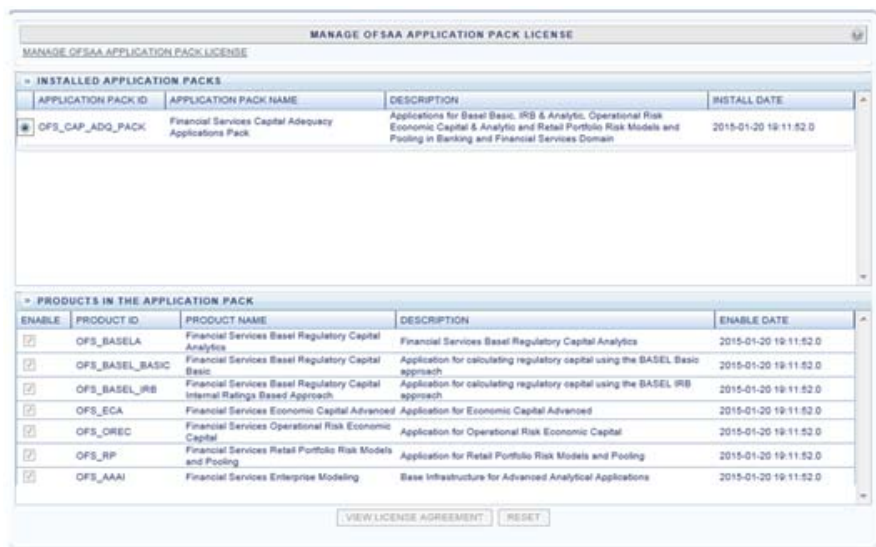 MANAGE OFSAA APPLICATION PACK LICENSE
MANAGE OFSAA APPLICATION PACK LICENSE
» INSTALLED APPLICATION PACKS
APPLICATION PACK ID APPLICATION PACK NAME DESCRIPTION INSTALL DATE
OFS_CAP_ADQ_PACK Financial Services Capital Adequacy Applications Pack Applications for Basel Basic, IRB & Analytic, Operational Risk Economic Capital & Analytic and Retail Portfolio Risk Models and Pooling in Banking and Financial Services Domain 2015-01-20 19:11:52.0
» PRODUCTS IN THE APPLICATION PACK
ENABLE PRODUCT ID PRODUCT NAME DESCRIPTION ENABLE DATE
OFS_BASELA Financial Services Basel Regulatory Capital Analytics Financial Services Basel Regulatory Capital Analytics 2015-01-20 19:11:52.0
OFS_BASEL_BASIC Financial Services Basel Regulatory Capital Basic Application for calculating regulatory capital using the BASEL Basic approach 2015-01-20 19:11:52.0
OFS_BASEL_IRB Financial Services Basel Regulatory Capital Internal Ratings Based Approach Application for calculating regulatory capital using the BASEL IRB approach 2015-01-20 19:11:52.0
OFS_ECA Financial Services Economic Capital Advanced Application for Economic Capital Advanced 2015-01-20 19:11:52.0
OFS_OREC Financial Services Operational Risk Economic Capital Application for Operational Risk Economic Capital 2015-01-20 19:11:52.0
OFS_RP Financial Services Retail Portfolio Risk Models and Pooling Application for Retail Portfolio Risk Models and Pooling 2015-01-20 19:11:52.0
OFS_AAAI Financial Services Enterprise Modeling Base Infrastructure for Advanced Analytical Applications 2015-01-20 19:11:52.0
VIEW LICENSE AGREEMENT RESET